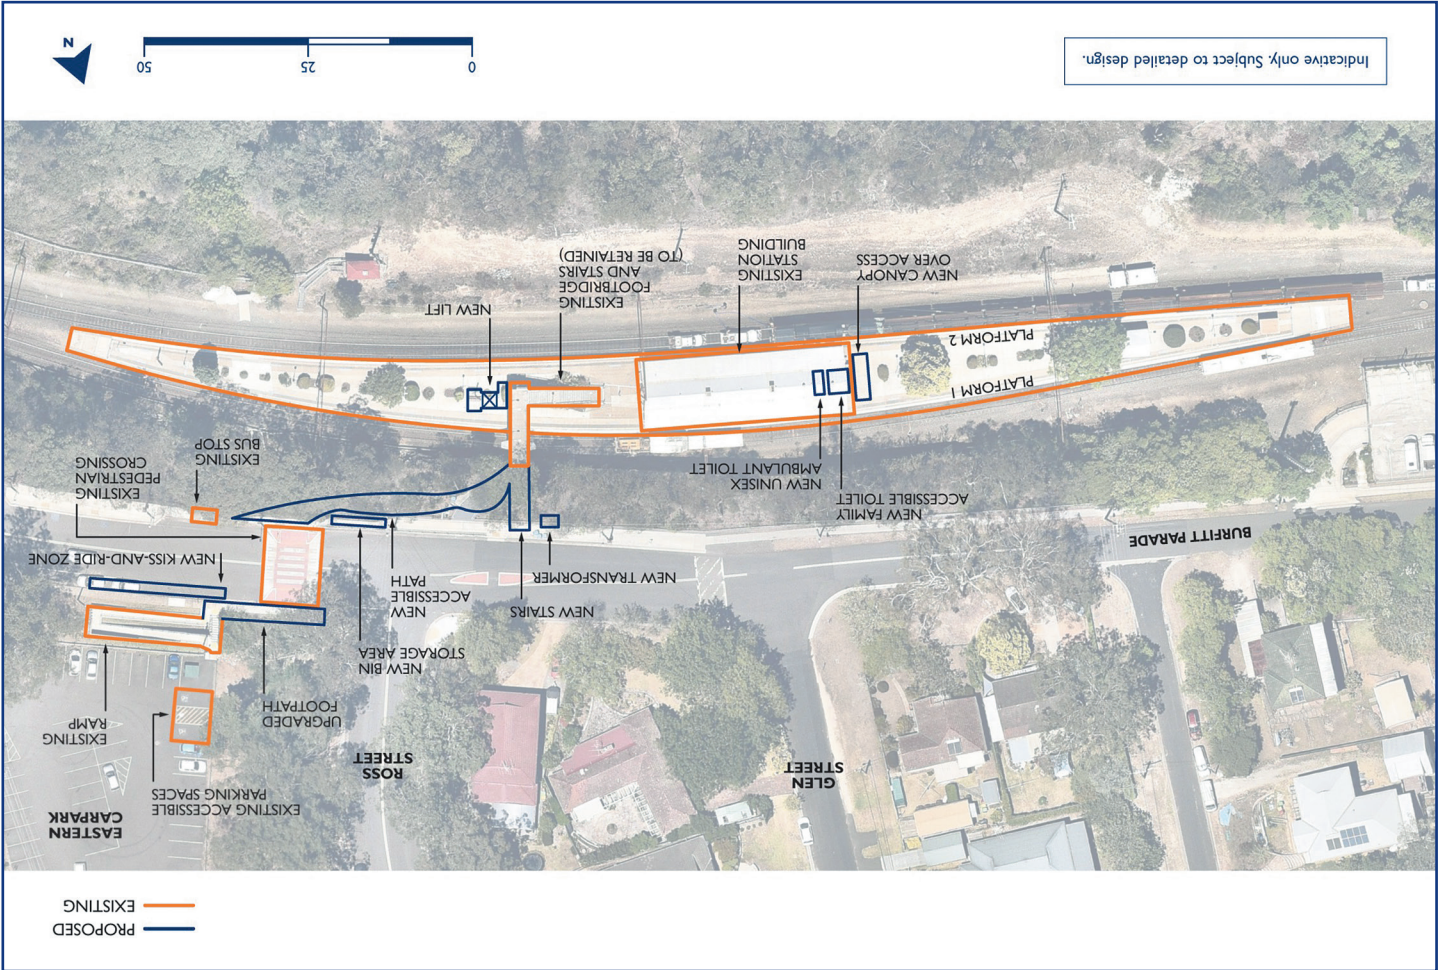 PROPOSED
EXISTING
EASTERN
CARPARK
EXISTING ACCESSIBLE
PARKING SPACES
GLEN
STREET
ROSS
STREET
EXISTING
RAMP
UPGRADED
FOOTPATH
NEW BIN
STORAGE AREA
NEW STAIRS
NEW
ACCESSIBLE
PATH
NEW TRANSFORMER
NEW KISS-AND-RIDE ZONE
BURFITT PARADE
NEW FAMILY
ACCESSIBLE TOILET
NEW UNISEX
AMBULANT TOILET
EXISTING
PEDESTRIAN
CROSSING
EXISTING
BUS STOP
PLATFORM 1
PLATFORM 2
NEW LIFT
EXISTING
FOOTBRIDGE
AND STAIRS
(TO BE RETAINED)
NEW CANOPY
OVER ACCESS
EXISTING
STATION
BUILDING
Indicative only. Subject to detailed design.
0
25
50
N